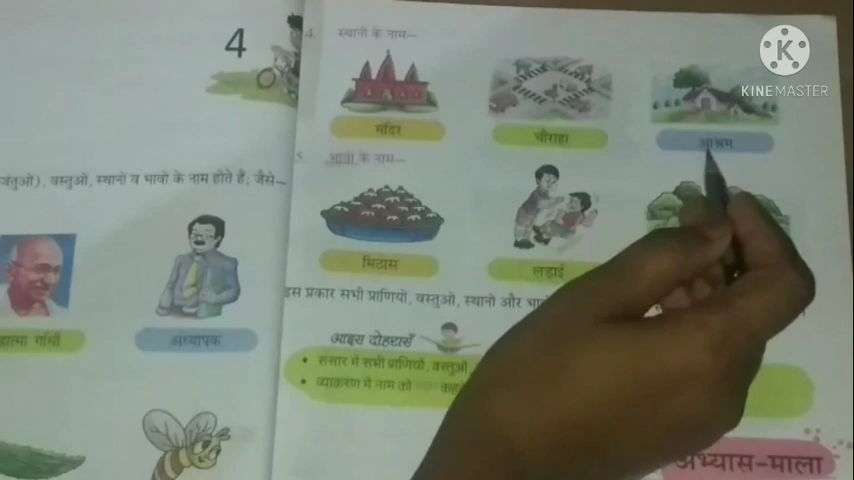 4
जंतुओं), वस्तुओं, स्थानों व भावों के नाम होते हैं; जैसे–
महात्मा गाँधी
अध्यापक
4. स्थानों के नाम–
मंदिर
चौराहा
आश्रम
5. भावों के नाम–
मिठास
लड़ाई
इस प्रकार सभी प्राणियों, वस्तुओं, स्थानों और
आइए दोहराएँ
• संसार में सभी प्राणियों, वस्तुओं
• व्याकरण में नाम को
अभ्यास-माला
KINEMASTER